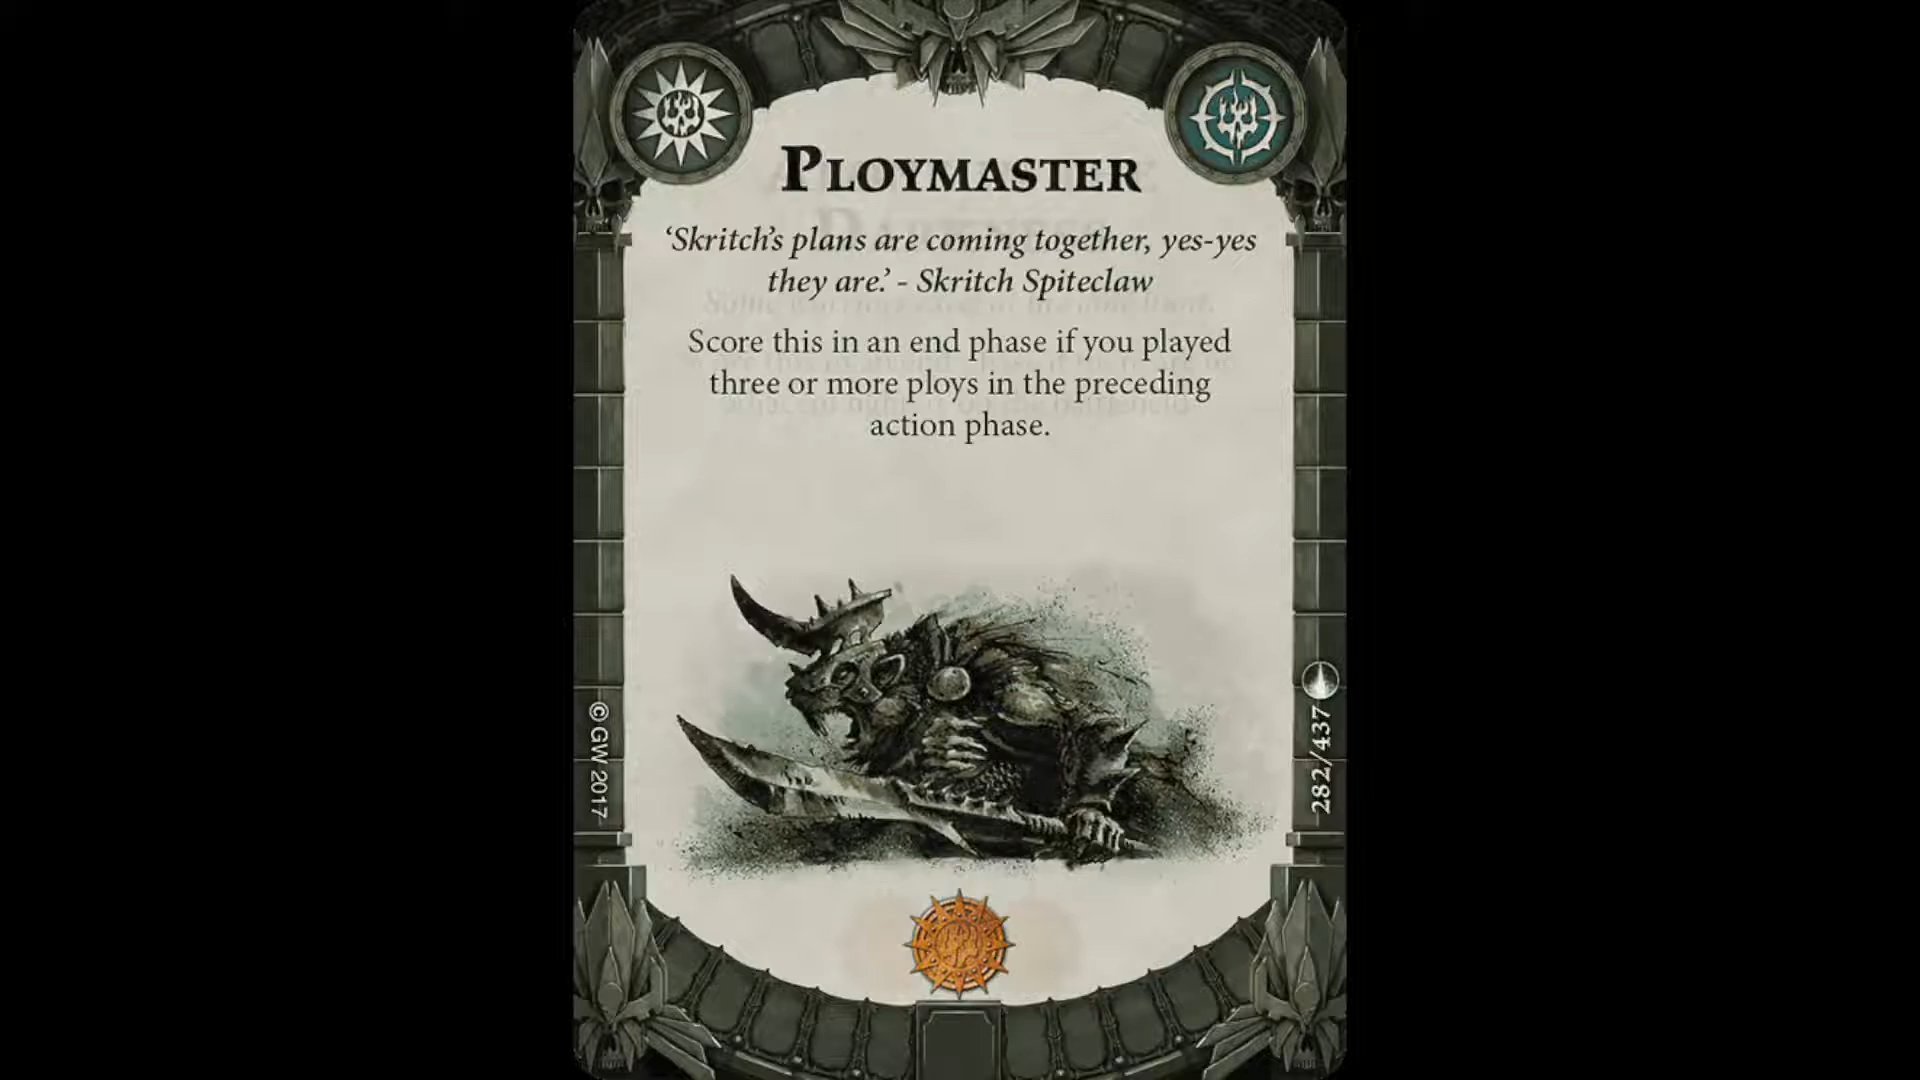 PLOYMASTER
‘Skritch’s plans are coming together, yes-yes
they are.’ - Skritch Spiteclaw
Score this in an end phase if you played
three or more ploys in the preceding
action phase.
© GW 2017
282/437